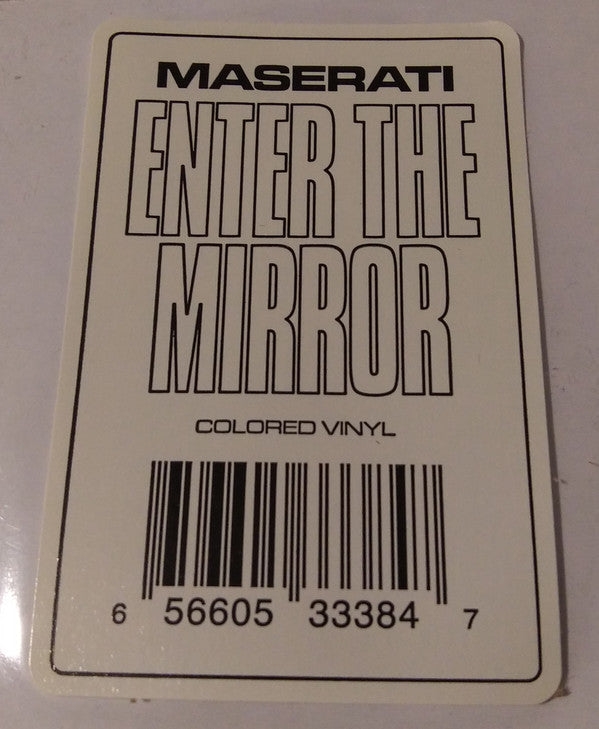 MASERATI
ENTER THE
MIRROR
COLORED VINYL
6 56605 33384 7